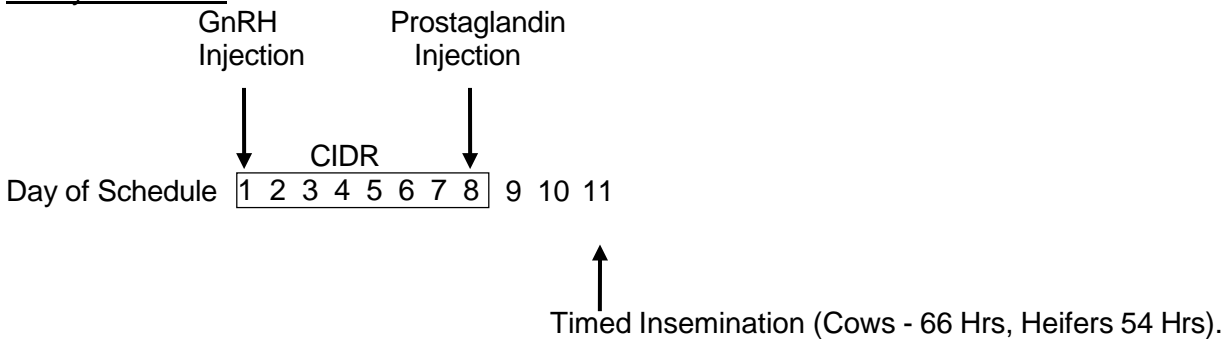 GnRH Prostaglandin
Injection Injection
CIDR
Day of Schedule 1 2 3 4 5 6 7 8 9 10 11
Timed Insemination (Cows - 66 Hrs, Heifers 54 Hrs).